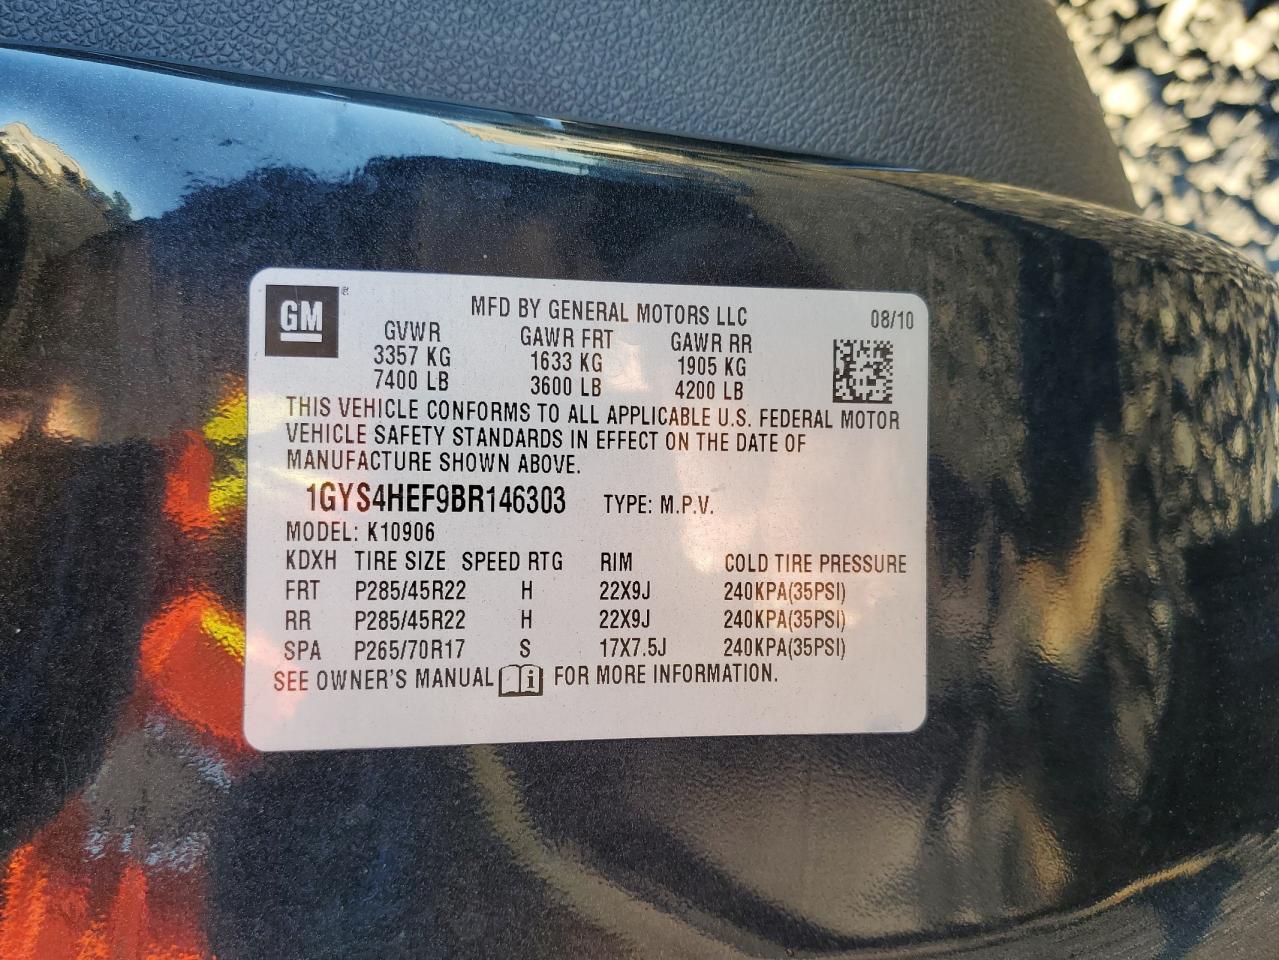 GM
MFD BY GENERAL MOTORS LLC 08/10
GVWR GAWR FRT GAWR RR
3357 KG 1633 KG 1905 KG
7400 LB 3600 LB 4200 LB
THIS VEHICLE CONFORMS TO ALL APPLICABLE U.S. FEDERAL MOTOR
VEHICLE SAFETY STANDARDS IN EFFECT ON THE DATE OF
MANUFACTURE SHOWN ABOVE.
1GYS4HEF9BR146303 TYPE: M.P.V.
MODEL: K10906
KDXH TIRE SIZE SPEED RTG RIM COLD TIRE PRESSURE
FRT P285/45R22 H 22X9J 240KPA(35PSI)
RR P285/45R22 H 22X9J 240KPA(35PSI)
SPA P265/70R17 S 17X7.5J 240KPA(35PSI)
SEE OWNER'S MANUAL i FOR MORE INFORMATION.